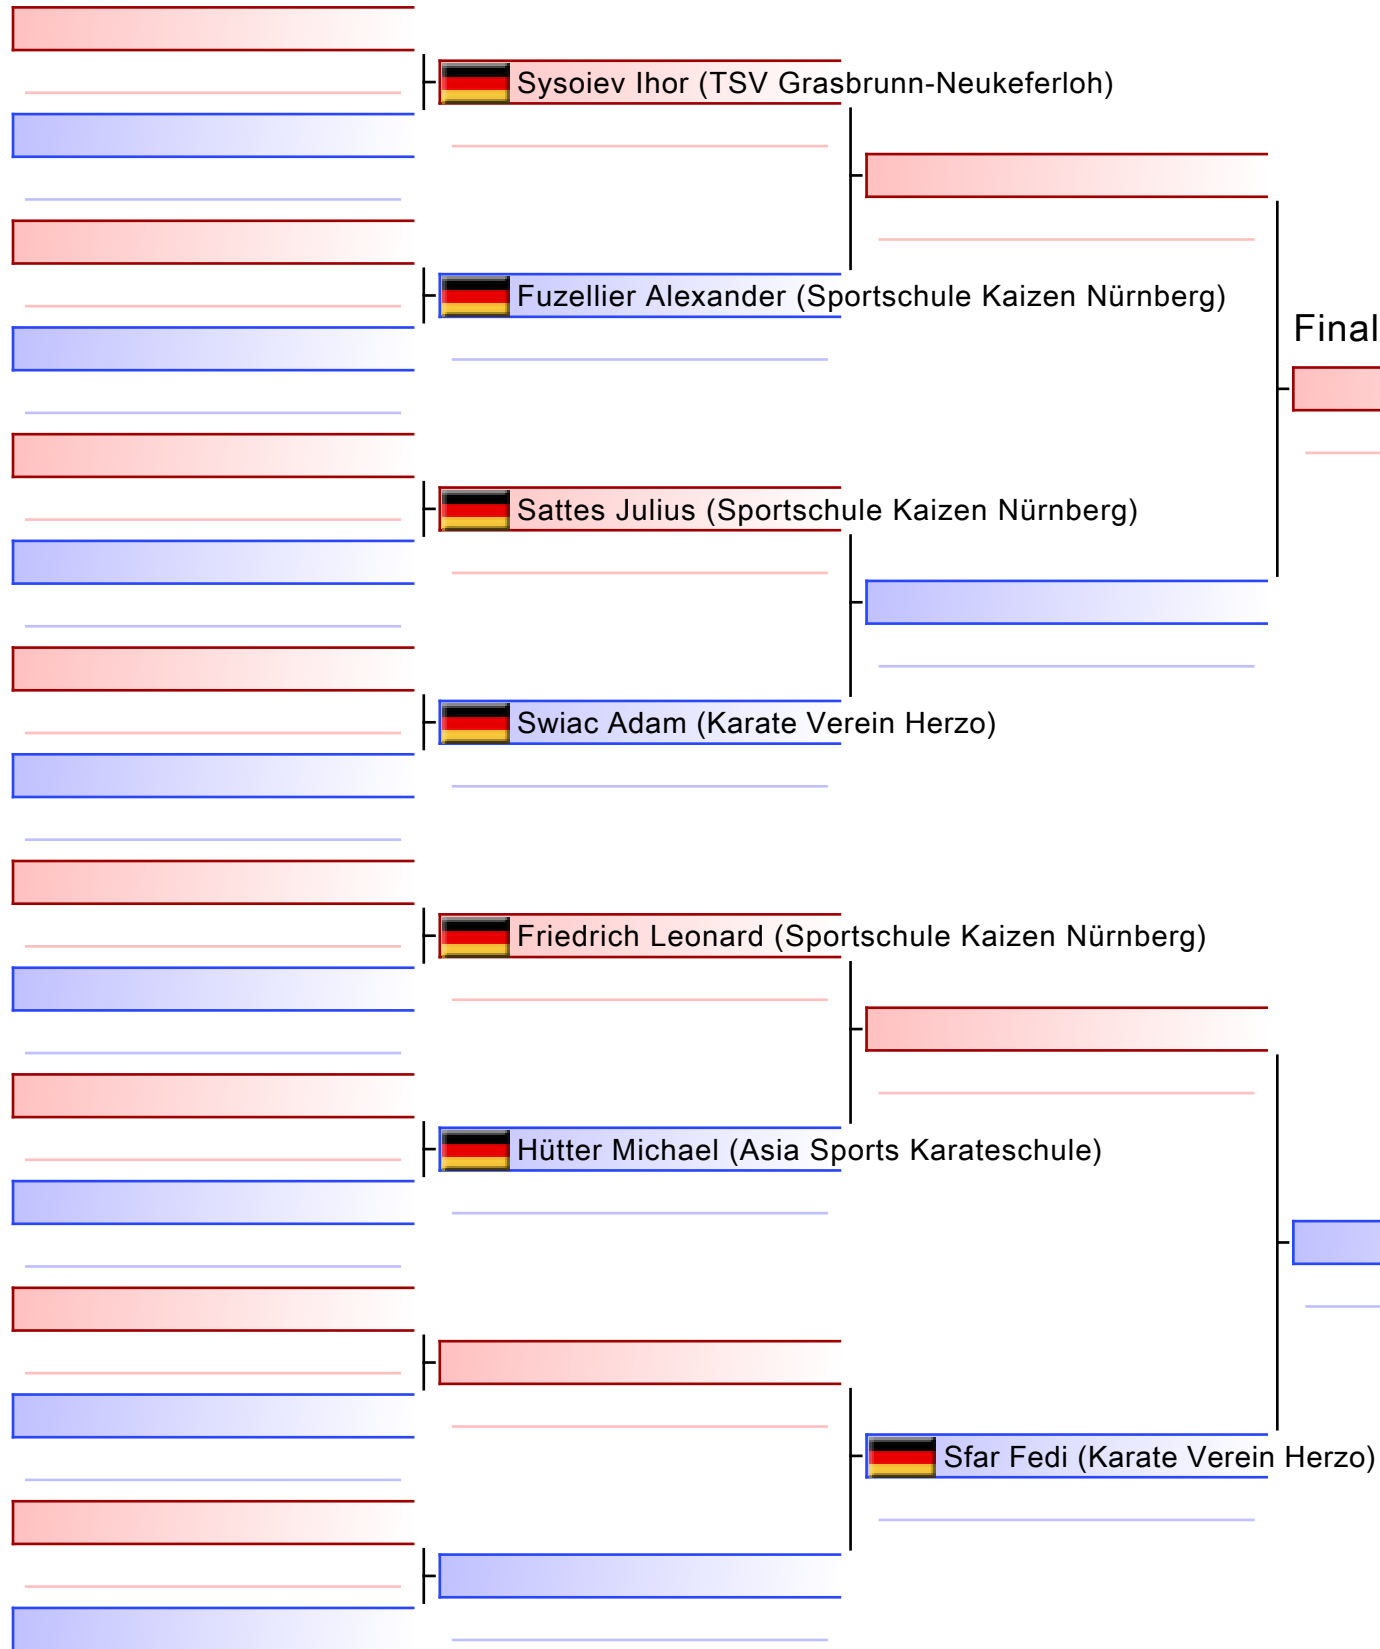 Sysoiev Ihor (TSV Grasbrunn-Neukeferloh)
Fuzellier Alexander (Sportschule Kaizen Nürnberg)
Final
Sattes Julius (Sportschule Kaizen Nürnberg)
Swiac Adam (Karate Verein Herzo)
Friedrich Leonard (Sportschule Kaizen Nürnberg)
Hütter Michael (Asia Sports Karateschule)
Sfar Fedi (Karate Verein Herzo)